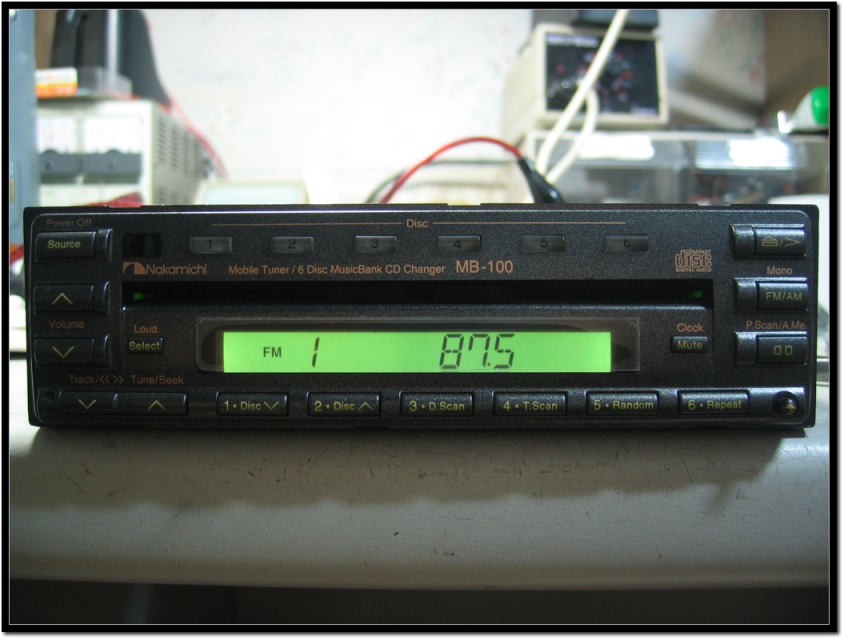 Power Off
Disc
Source
1 2 3 4 5 6
Nakamichi Mobile Tuner / 6 Disc MusicBank CD Changer MB-100
COMPACT
disc
DIGITAL AUDIO
Mono
FM/AM
Volume
Loud.
Select
FM 1 87.5
Clock
Mute
P.Scan/A.Me
Track/<< >> Tune/Seek
1 • Disc
2 • Disc
3 • D.Scan
4 • T.Scan
5 • Random
6 • Repeat